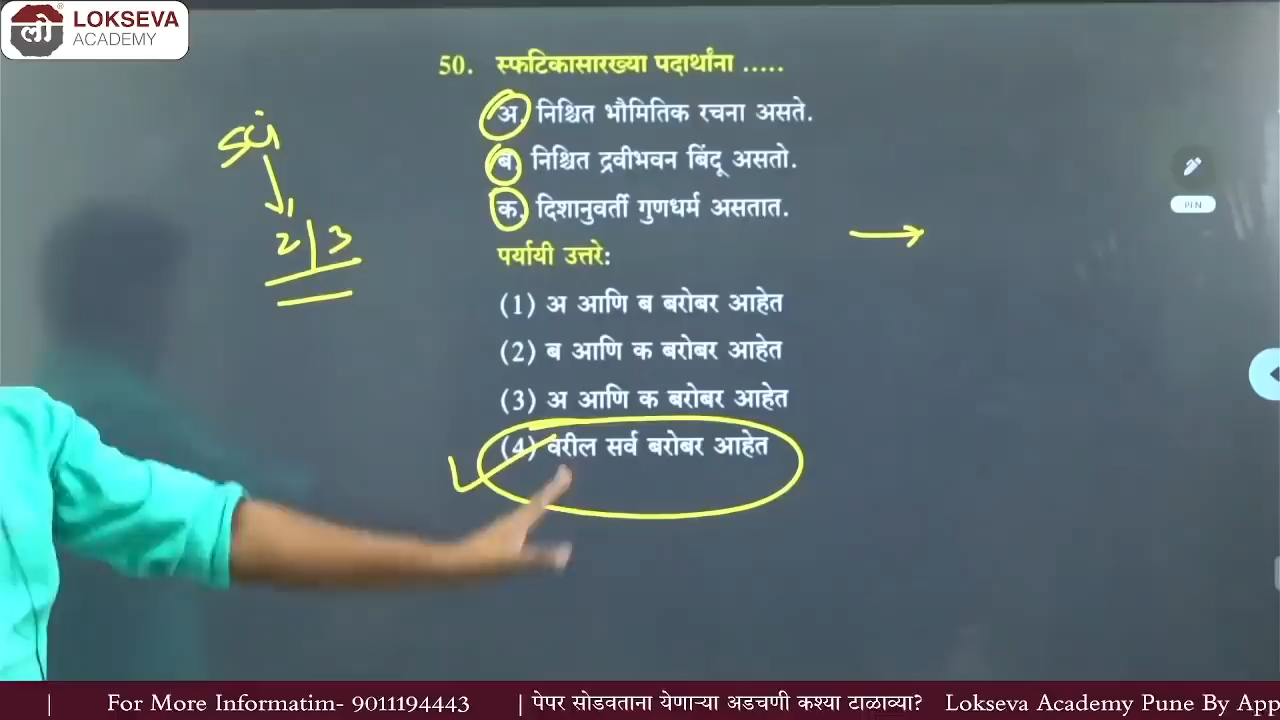 LOKSEVA
ACADEMY
लो
50. स्फटिकासारख्या पदार्थांना .....
अ. निश्चित भौमितिक रचना असते.
ब. निश्चित द्रवीभवन बिंदू असतो.
क. दिशानुवर्ती गुणधर्म असतात.
पर्यायी उत्तरे:
(1) अ आणि ब बरोबर आहेत
(2) ब आणि क बरोबर आहेत
(3) अ आणि क बरोबर आहेत
(4) वरील सर्व बरोबर आहेत
Sci
2|3
PIN
| For More Informatim- 9011194443 | पेपर सोडवताना येणाऱ्या अडचणी कश्या टाळाव्या? Lokseva Academy Pune By App